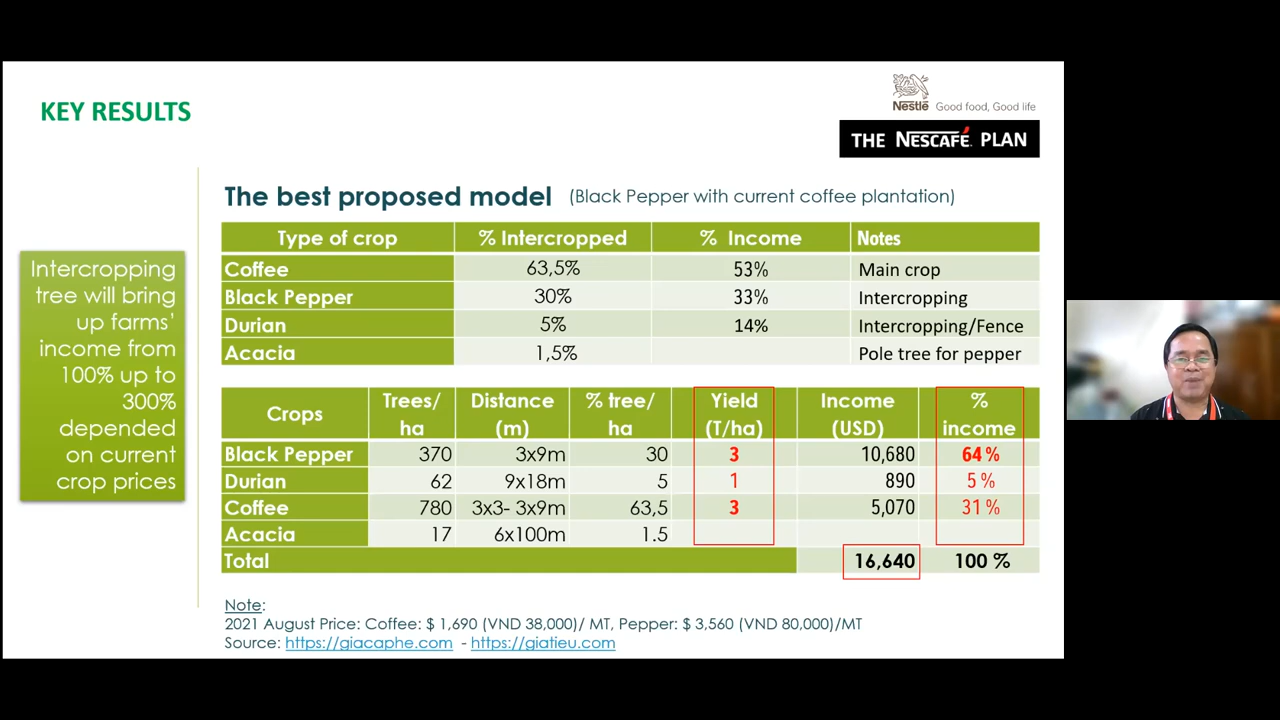 KEY RESULTS
Nestlé Good food, Good life
THE NESCAFÉ PLAN
The best proposed model (Black Pepper with current coffee plantation)
Intercropping
tree will bring
up farms'
income from
100% up to
300%
depended
on current
crop prices
Type of crop % Intercropped % Income Notes
Coffee 63,5% 53% Main crop
Black Pepper 30% 33% Intercropping
Durian 5% 14% Intercropping/Fence
Acacia 1,5% Pole tree for pepper
Crops Trees/ Distance % tree/ Yield Income %
ha (m) ha (T/ha) (USD) income
Black Pepper 370 3x9m 30 3 10,680 64 %
Durian 62 9x18m 5 1 890 5 %
Coffee 780 3x3- 3x9m 63,5 3 5,070 31 %
Acacia 17 6x100m 1.5
Total 16,640 100 %
Note:
2021 August Price: Coffee: $ 1,690 (VND 38,000)/ MT, Pepper: $ 3,560 (VND 80,000)/MT
Source: https://giacaphe.com - https://giatieu.com